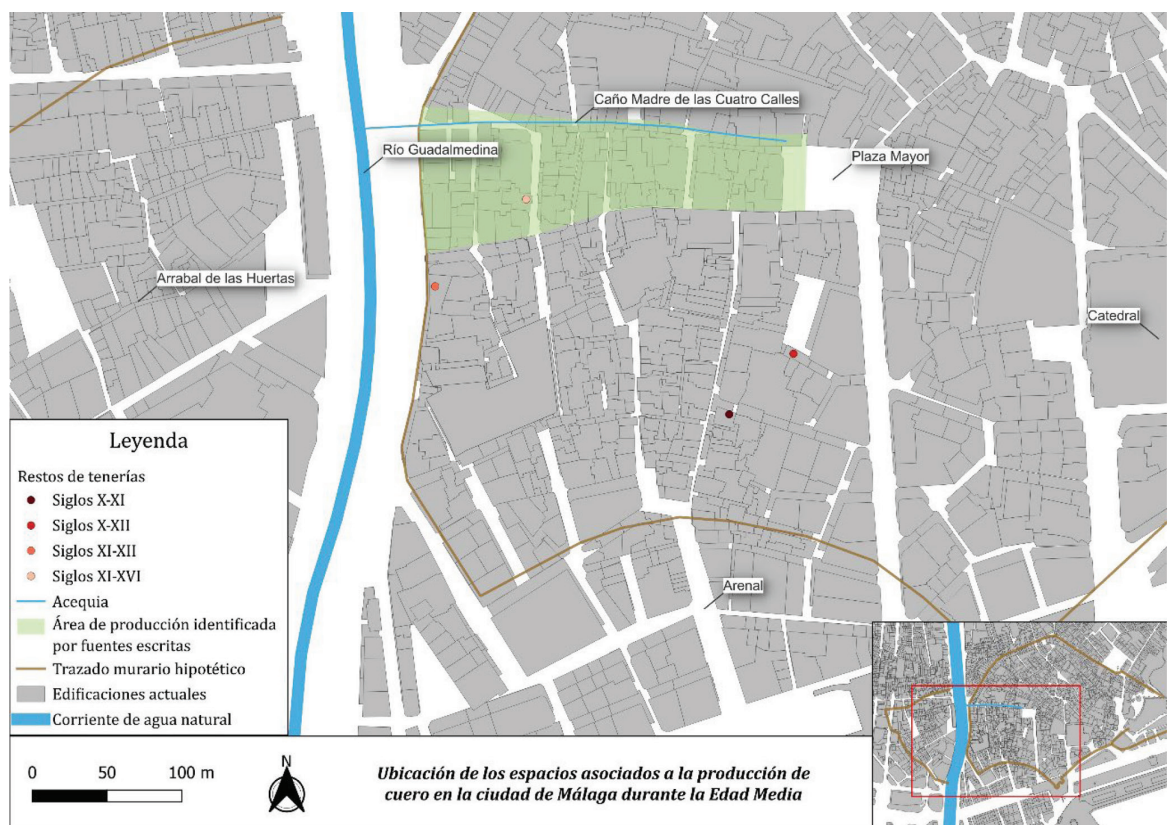 Caño Madre de las Cuatro Calles
Río Guadalmedina
Plaza Mayor
Arrabal de las Huertas
Catedral
Arenal
Leyenda
Restos de tenerías
Siglos X-XI
Siglos X-XII
Siglos XI-XII
Siglos XI-XVI
Acequia
Área de producción identificada
por fuentes escritas
Trazado murario hipotético
Edificaciones actuales
Corriente de agua natural
0 50 100 m
N
Ubicación de los espacios asociados a la producción de
cuero en la ciudad de Málaga durante la Edad Media